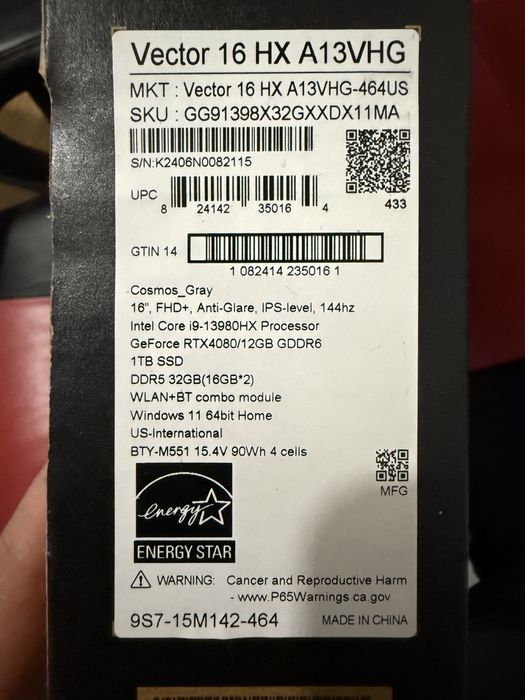 Vector 16 HX A13VHG
MKT : Vector 16 HX A13VHG-464US
SKU : GG91398X32GXXDX11MA
S/N:K2406N0082115
433
UPC
8 24142 35016 4
GTIN 14
1 082414 235016 1
Cosmos_Gray
16", FHD+, Anti-Glare, IPS-level, 144hz
Intel Core i9-13980HX Processor
GeForce RTX4080/12GB GDDR6
1TB SSD
DDR5 32GB(16GB*2)
WLAN+BT combo module
Windows 11 64bit Home
US-International
BTY-M551 15.4V 90Wh 4 cells
MFG
energy
ENERGY STAR
WARNING: Cancer and Reproductive Harm
- www.P65Warnings.ca.gov
9S7-15M142-464 MADE IN CHINA